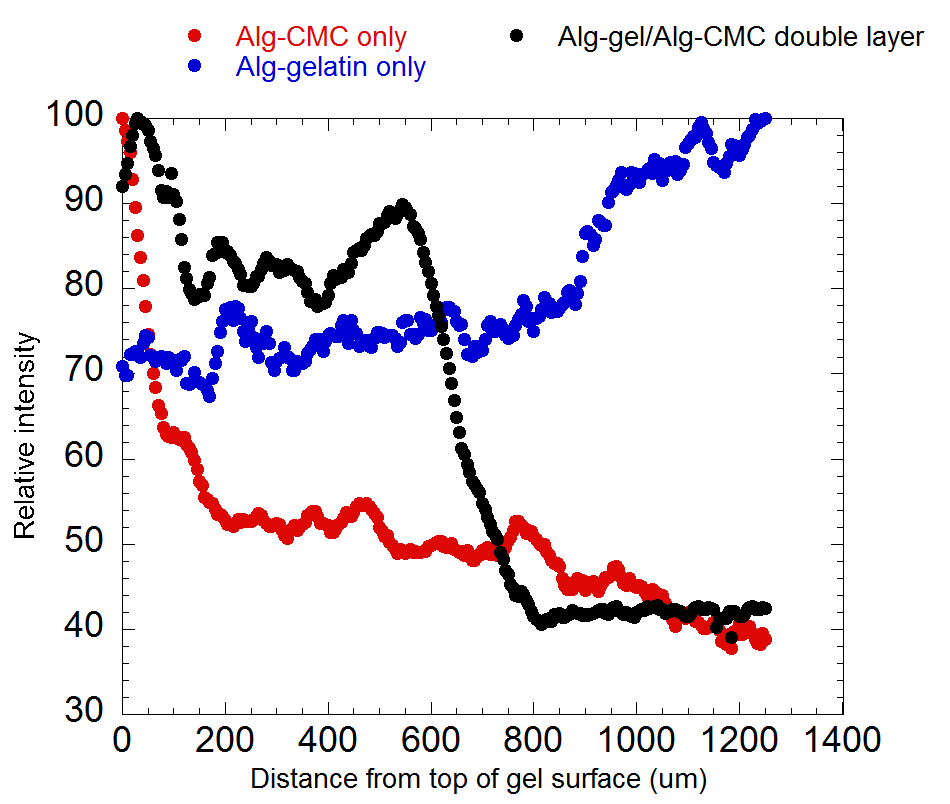 Alg-CMC only
Alg-gel/Alg-CMC double layer
Alg-gelatin only
100
90
80
70
60
50
40
30
Relative intensity
0 200 400 600 800 1000 1200 1400
Distance from top of gel surface (um)